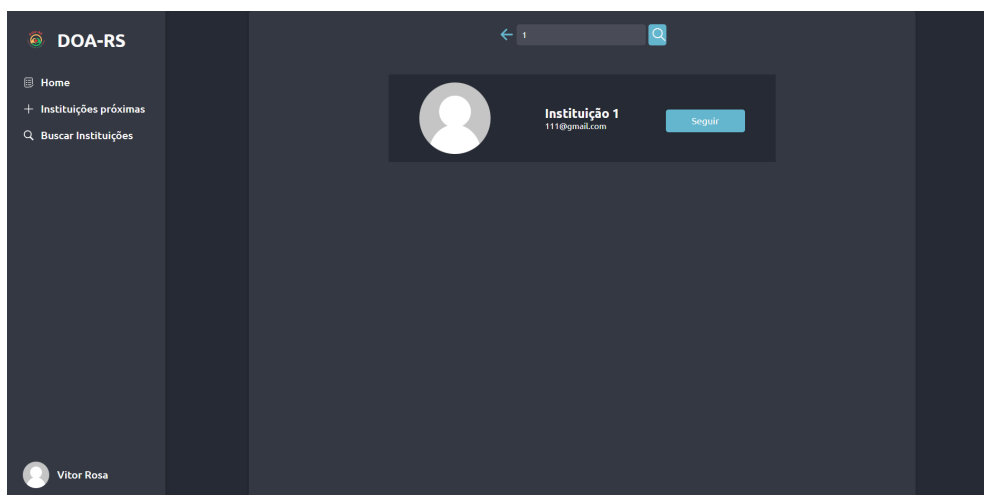 DOA-RS
Home
Instituições próximas
Buscar Instituições
1
Instituição 1
111@gmail.com
Seguir
Vitor Rosa